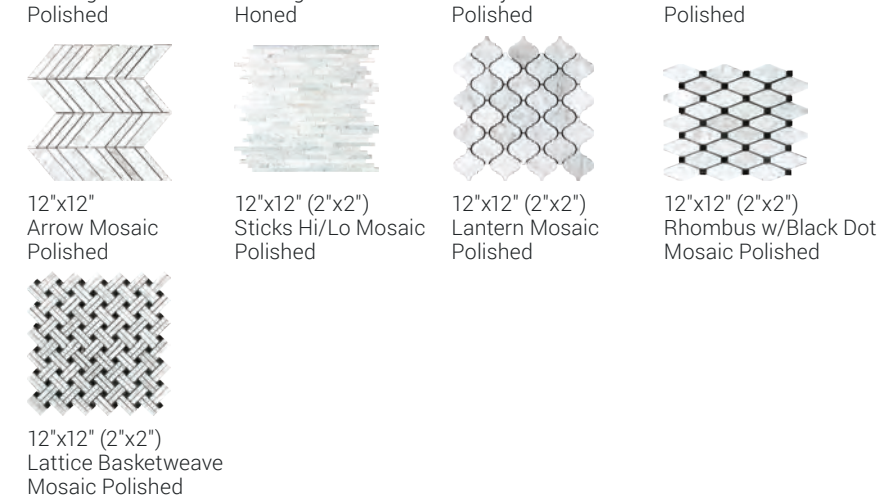 Polished
Honed
Polished
Polished
12"x12"
Arrow Mosaic
Polished
12"x12" (2"x2")
Sticks Hi/Lo Mosaic
Polished
12"x12" (2"x2")
Lantern Mosaic
Polished
12"x12" (2"x2")
Rhombus w/Black Dot
Mosaic Polished
12"x12" (2"x2")
Lattice Basketweave
Mosaic Polished